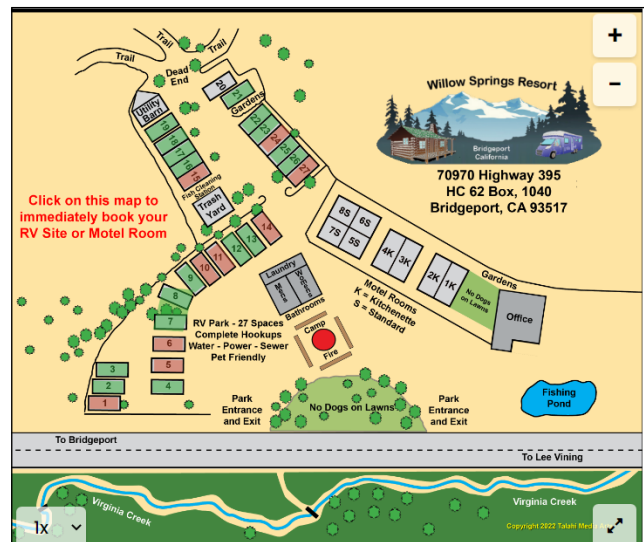 Trail
Trail
Trail
Dead
End
+
−
Utility
Barn
20
21
Gardens
Willow Springs Resort
Bridgeport
California
70970 Highway 395
HC 62 Box, 1040
Bridgeport, CA 93517
19
18
17
16
15
22
23
24
25
26
27
Fish Cleaning
Station
Trash
Yard
Click on this map to
immediately book your
RV Site or Motel Room
8S
6S
7S
5S
4K
3K
2K
1K
Gardens
No Dogs
on Lawns
Office
Motel Rooms
K = Kitchenette
S = Standard
14
13
12
11
10
9
8
7
6
5
4
3
2
1
Laundry
Mens
Womens
Bathrooms
RV Park - 27 Spaces
Complete Hookups
Water - Power - Sewer
Pet Friendly
Camp
Fire
Fishing
Pond
Park
Entrance
and Exit
No Dogs on Lawns
Park
Entrance
and Exit
To Bridgeport
To Lee Vining
Virginia Creek
Virginia Creek
1x
Copyright 2022 Talahi Media